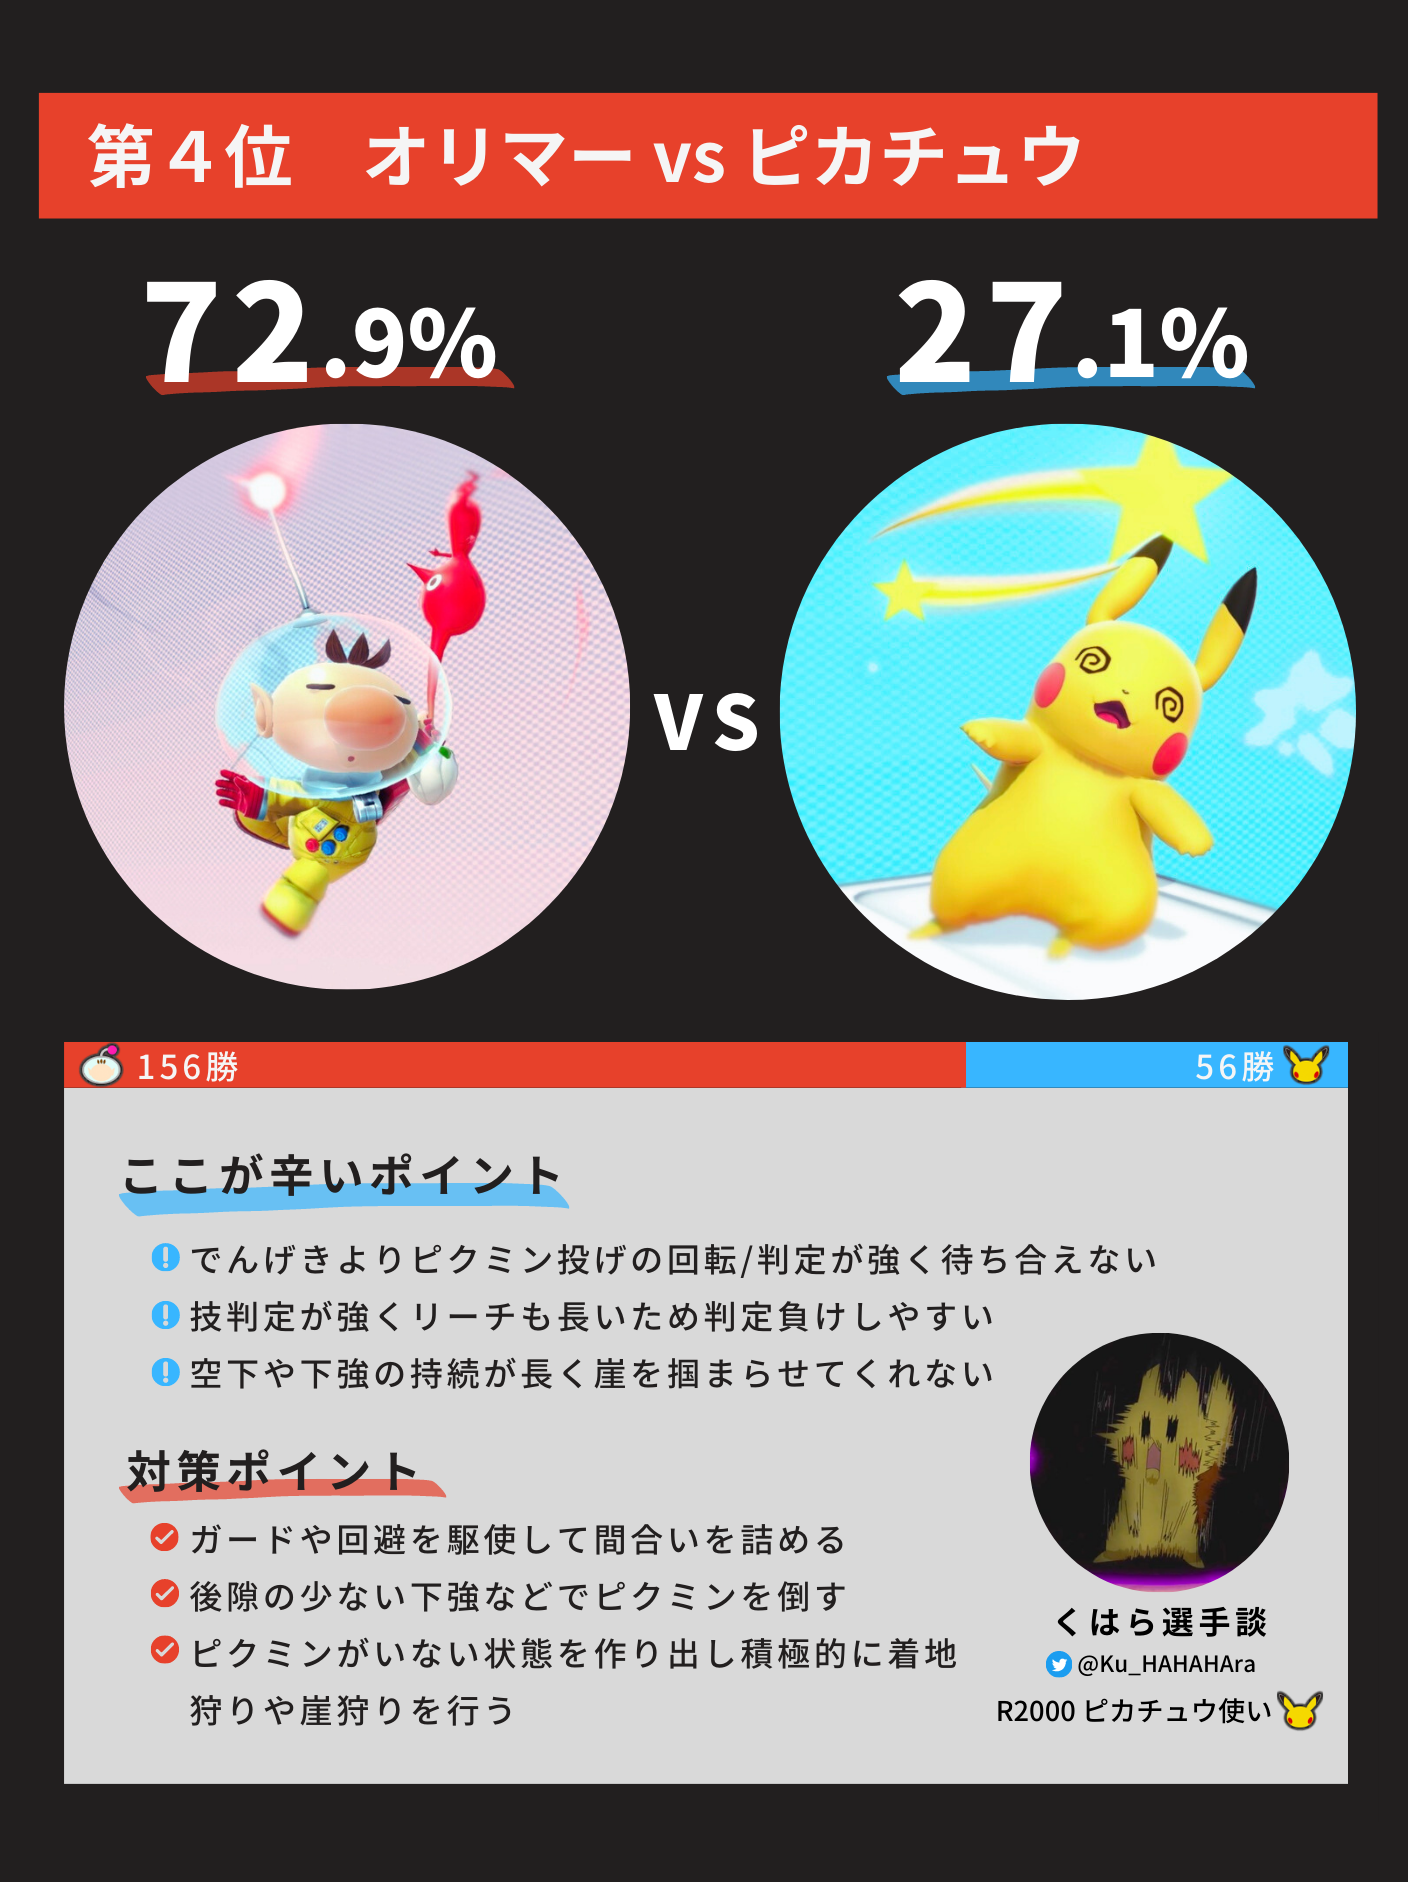 第4位　オリマー vs ピカチュウ
72.9%
27.1%
vs
156勝
56勝
ここが辛いポイント
でんげきよりピクミン投げの回転/判定が強く待ち合えない
技判定が強くリーチも長いため判定負けしやすい
空下や下強の持続が長く崖を掴まらせてくれない
対策ポイント
ガードや回避を駆使して間合いを詰める
後隙の少ない下強などでピクミンを倒す
ピクミンがいない状態を作り出し積極的に着地
狩りや崖狩りを行う
くはら選手談
@Ku_HAHAHAra
R2000 ピカチュウ使い